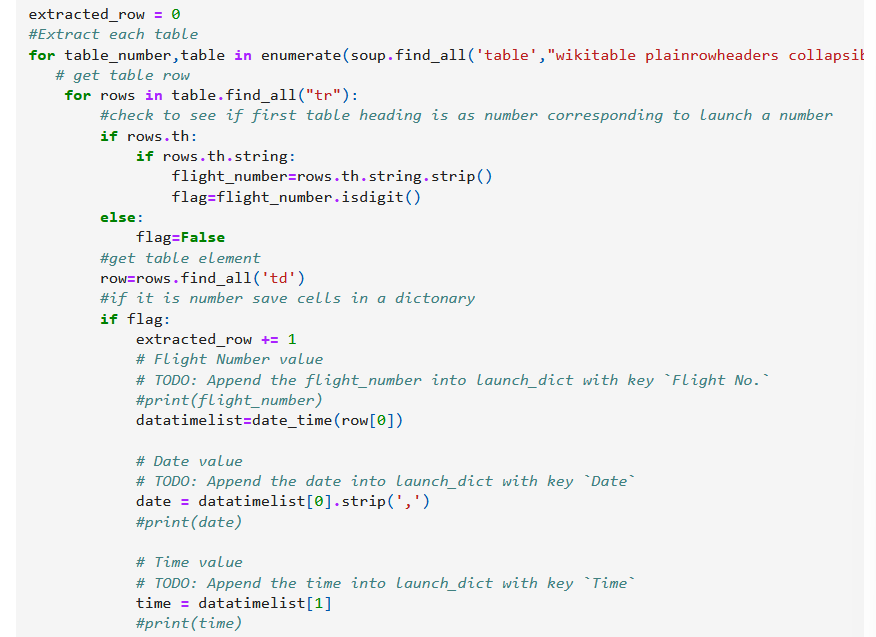 extracted_row = 0
#Extract each table
for table_number,table in enumerate(soup.find_all('table',"wikitable plainrowheaders collapsib
# get table row
for rows in table.find_all("tr"):
#check to see if first table heading is as number corresponding to launch a number
if rows.th:
if rows.th.string:
flight_number=rows.th.string.strip()
flag=flight_number.isdigit()
else:
flag=False
#get table element
row=rows.find_all('td')
#if it is number save cells in a dictonary
if flag:
extracted_row += 1
# Flight Number value
# TODO: Append the flight_number into launch_dict with key `Flight No.`
#print(flight_number)
datatimelist=date_time(row[0])
# Date value
# TODO: Append the date into launch_dict with key `Date`
date = datatimelist[0].strip(',')
#print(date)
# Time value
# TODO: Append the time into launch_dict with key `Time`
time = datatimelist[1]
#print(time)